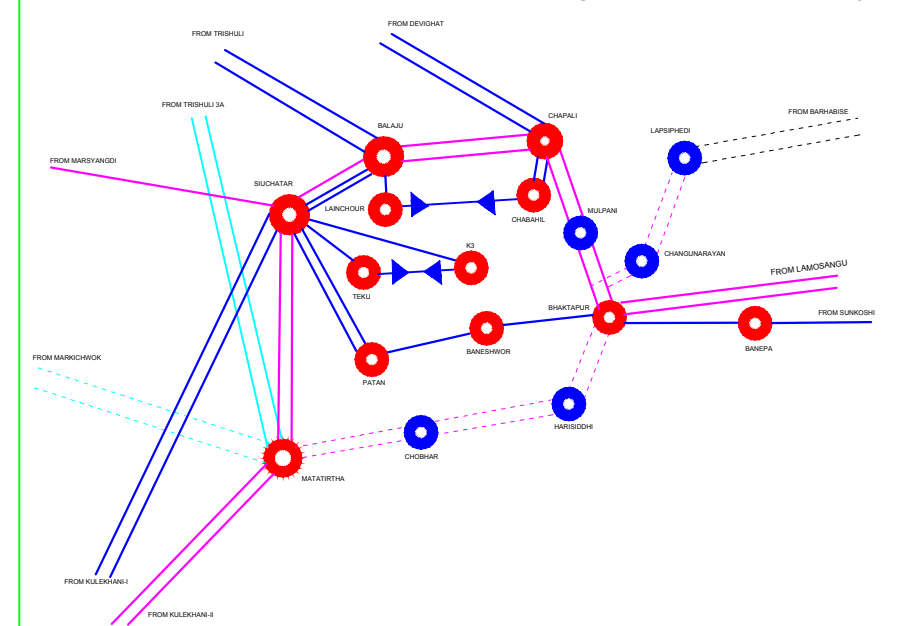 FROM DEVIGHAT
FROM TRISHULI
FROM TRISHULI 3A
CHAPALI
FROM BARHABISE
BALAJU
LAPSIPHEDI
FROM MARSYANGDI
SIUCHATAR
LAINCHOUR
MULPANI
CHABAHIL
K3
CHANGUNARAYAN
FROM LAMOSANGU
TEKU
BHAKTAPUR
FROM SUNKOSHI
BANEPA
BANESHWOR
FROM MARKICHWOK
PATAN
HARISIDDHI
CHOBHAR
MATATIRTHA
FROM KULEKHANI-I
FROM KULEKHANI-II